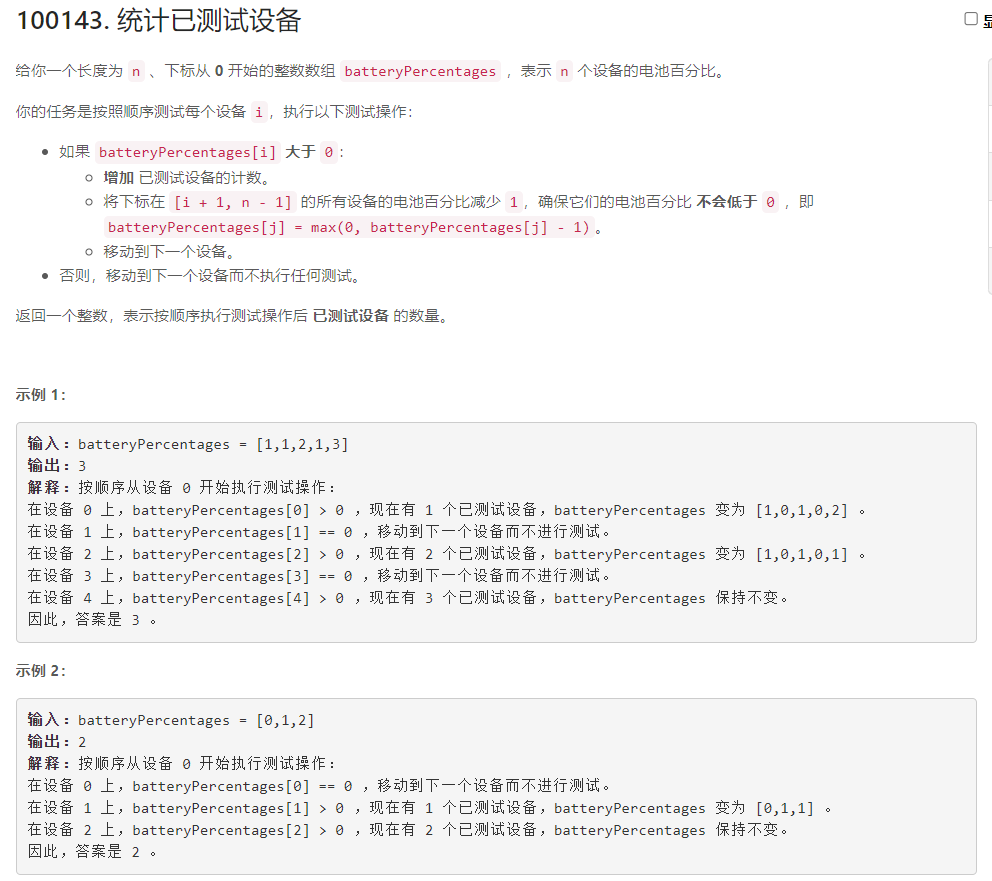 100143. 统计已测试设备
给你一个长度为 n 、下标从 0 开始的整数数组 batteryPercentages ，表示 n 个设备的电池百分比。
你的任务是按照顺序测试每个设备 i，执行以下测试操作：
如果 batteryPercentages[i] 大于 0：
增加 已测试设备的计数。
将下标在 [i + 1, n - 1] 的所有设备的电池百分比减少 1，确保它们的电池百分比 不会低于 0 ，即
batteryPercentages[j] = max(0, batteryPercentages[j] - 1)。
移动到下一个设备。
否则，移动到下一个设备而不执行任何测试。
返回一个整数，表示按顺序执行测试操作后 已测试设备 的数量。
示例 1：
输入：batteryPercentages = [1,1,2,1,3]
输出：3
解释：按顺序从设备 0 开始执行测试操作：
在设备 0 上，batteryPercentages[0] > 0 ，现在有 1 个已测试设备，batteryPercentages 变为 [1,0,1,0,2] 。
在设备 1 上，batteryPercentages[1] == 0 ，移动到下一个设备而不进行测试。
在设备 2 上，batteryPercentages[2] > 0 ，现在有 2 个已测试设备，batteryPercentages 变为 [1,0,1,0,1] 。
在设备 3 上，batteryPercentages[3] == 0 ，移动到下一个设备而不进行测试。
在设备 4 上，batteryPercentages[4] > 0 ，现在有 3 个已测试设备，batteryPercentages 保持不变。
因此，答案是 3 。
示例 2：
输入：batteryPercentages = [0,1,2]
输出：2
解释：按顺序从设备 0 开始执行测试操作：
在设备 0 上，batteryPercentages[0] == 0 ，移动到下一个设备而不进行测试。
在设备 1 上，batteryPercentages[1] > 0 ，现在有 1 个已测试设备，batteryPercentages 变为 [0,1,1] 。
在设备 2 上，batteryPercentages[2] > 0 ，现在有 2 个已测试设备，batteryPercentages 保持不变。
因此，答案是 2 。